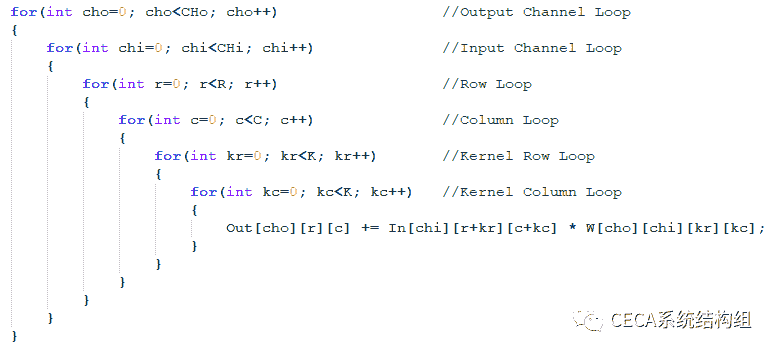 for(int cho=0; cho<CHo; cho++) //Output Channel Loop
{
for(int chi=0; chi<CHi; chi++) //Input Channel Loop
{
for(int r=0; r<R; r++) //Row Loop
{
for(int c=0; c<C; c++) //Column Loop
{
for(int kr=0; kr<K; kr++) //Kernel Row Loop
{
for(int kc=0; kc<K; kc++) //Kernel Column Loop
{
Out[cho][r][c] += In[chi][r+kr][c+kc] * W[cho][chi][kr][kc];
}
}
}
}
}
}
CECA系统结构组